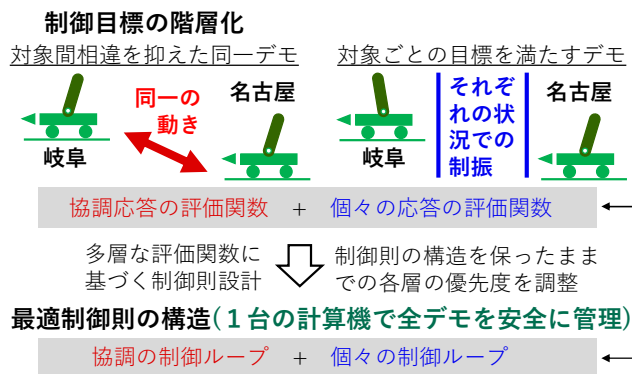 制御目標の階層化
対象間相違を抑えた同一デモ
対象ごとの目標を満たすデモ
同一の
動き
岐阜
名古屋
それぞ
れの状
況での
制振
岐阜
名古屋
協調応答の評価関数 + 個々の応答の評価関数
多層な評価関数に
基づく制御則設計
制御則の構造を保ったまま
での各層の優先度を調整
最適制御則の構造(１台の計算機で全デモを安全に管理)
協調の制御ループ + 個々の制御ループ